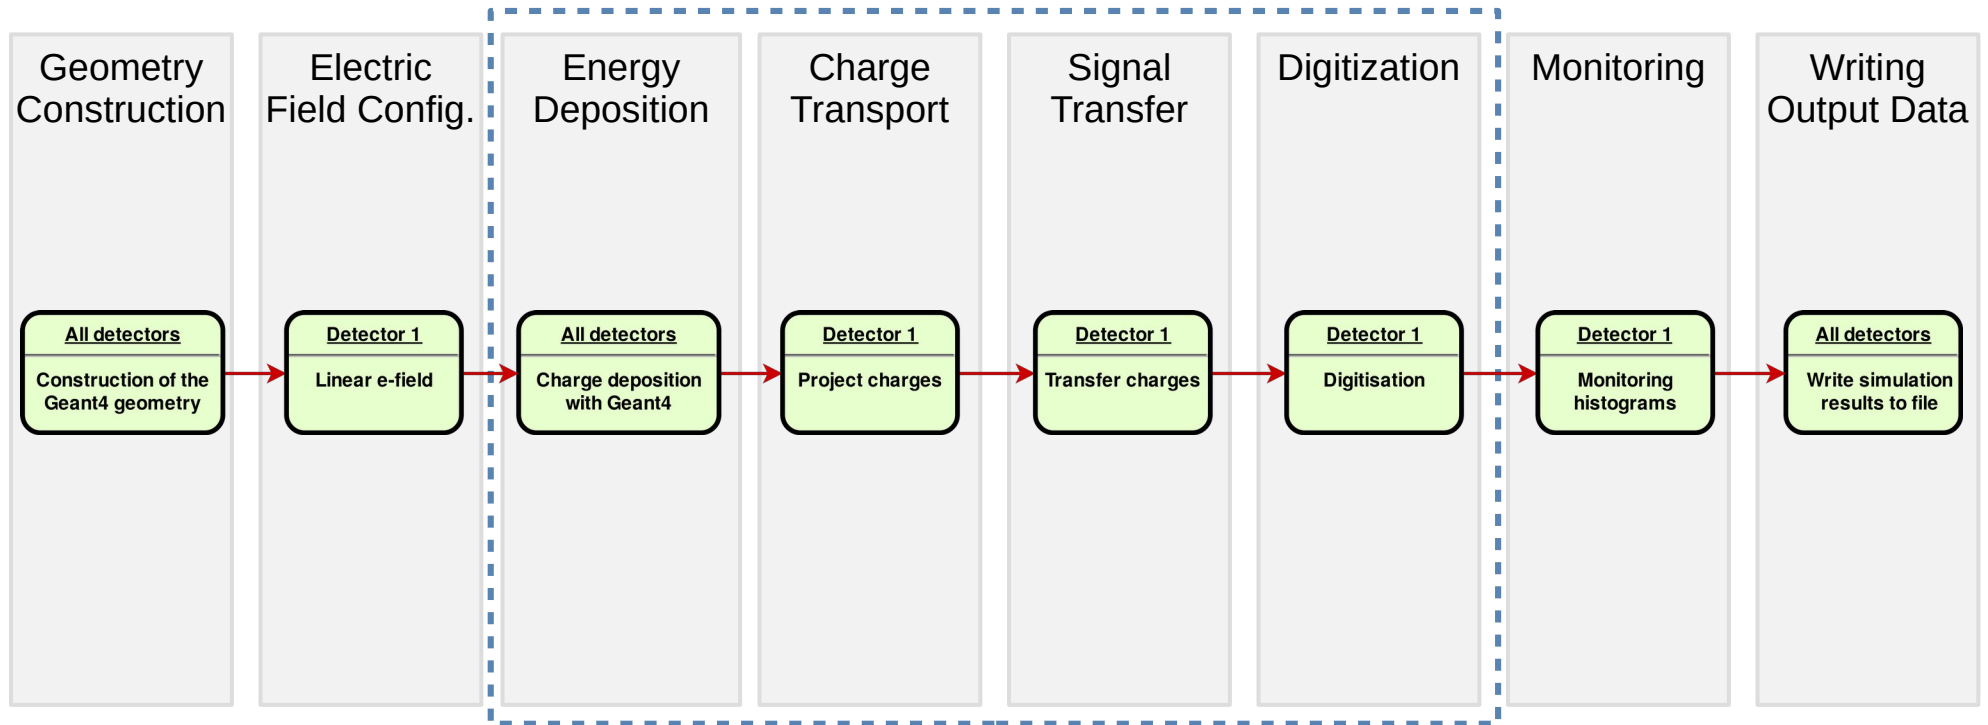 Geometry
Construction
Electric
Field Config.
Energy
Deposition
Charge
Transport
Signal
Transfer
Digitization
Monitoring
Writing
Output Data
All detectors
Construction of the
Geant4 geometry
Detector 1
Linear e-field
All detectors
Charge deposition
with Geant4
Detector 1
Project charges
Detector 1
Transfer charges
Detector 1
Digitisation
Detector 1
Monitoring
histograms
All detectors
Write simulation
results to file